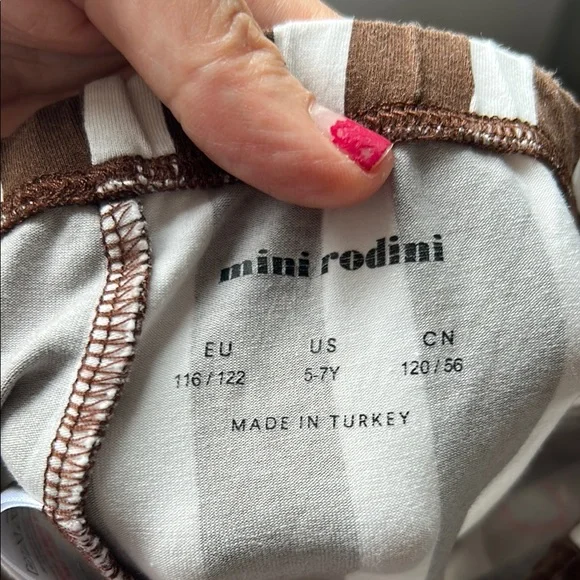 mini rodini
EU US CN
116/122 5-7Y 120/56
MADE IN TURKEY